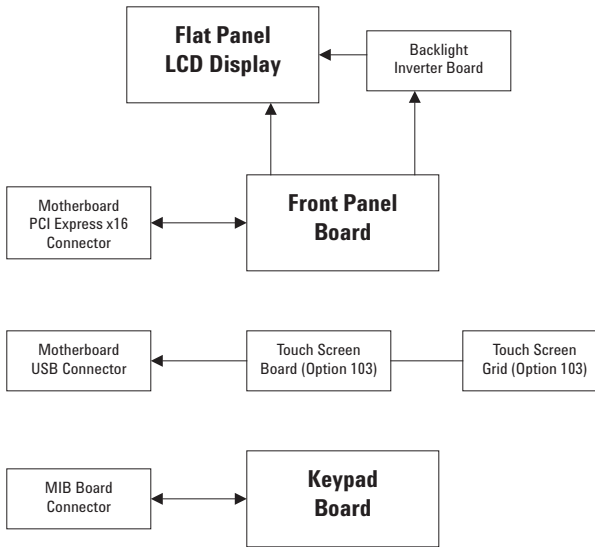 Flat Panel
LCD Display
Backlight
Inverter Board
Motherboard
PCI Express x16
Connector
Front Panel
Board
Motherboard
USB Connector
Touch Screen
Board (Option 103)
Touch Screen
Grid (Option 103)
MIB Board
Connector
Keypad
Board